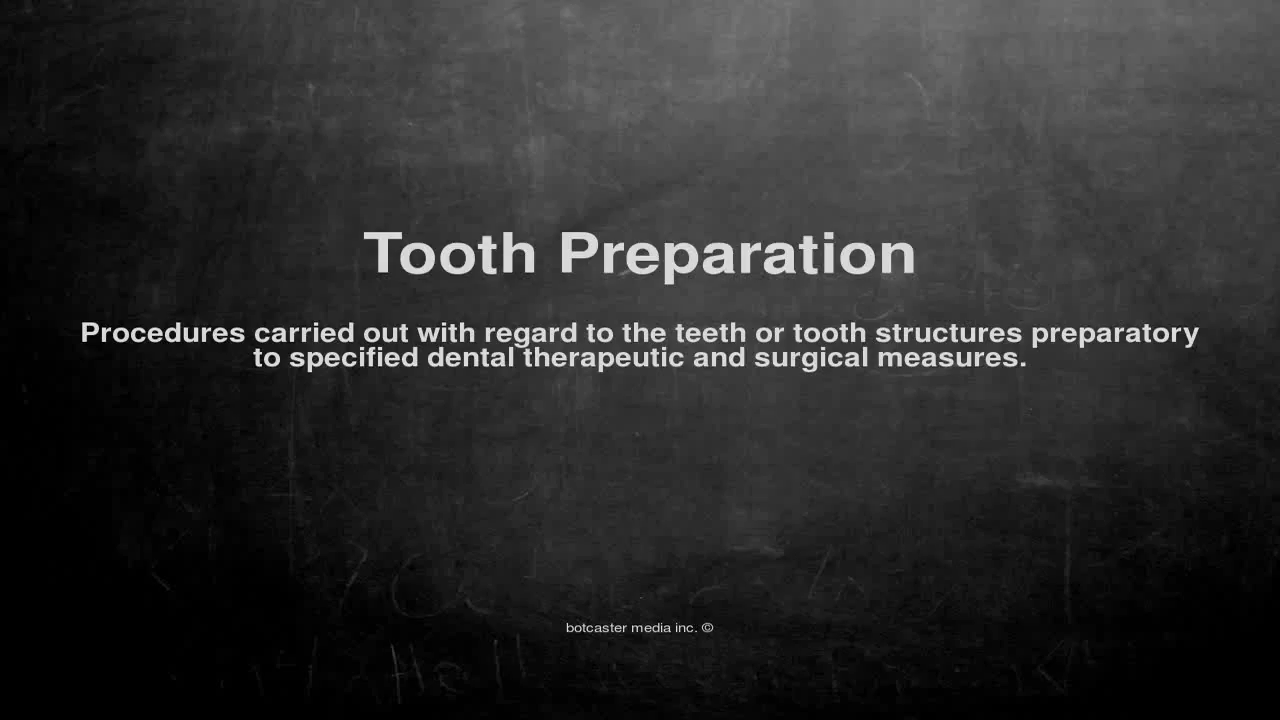 Tooth Preparation
Procedures carried out with regard to the teeth or tooth structures preparatory
to specified dental therapeutic and surgical measures.
botcaster media inc. ©